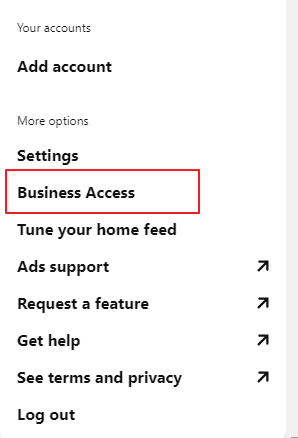 Your accounts
Add account
More options
Settings
Business Access
Tune your home feed
Ads support
Request a feature
Get help
See terms and privacy
Log out